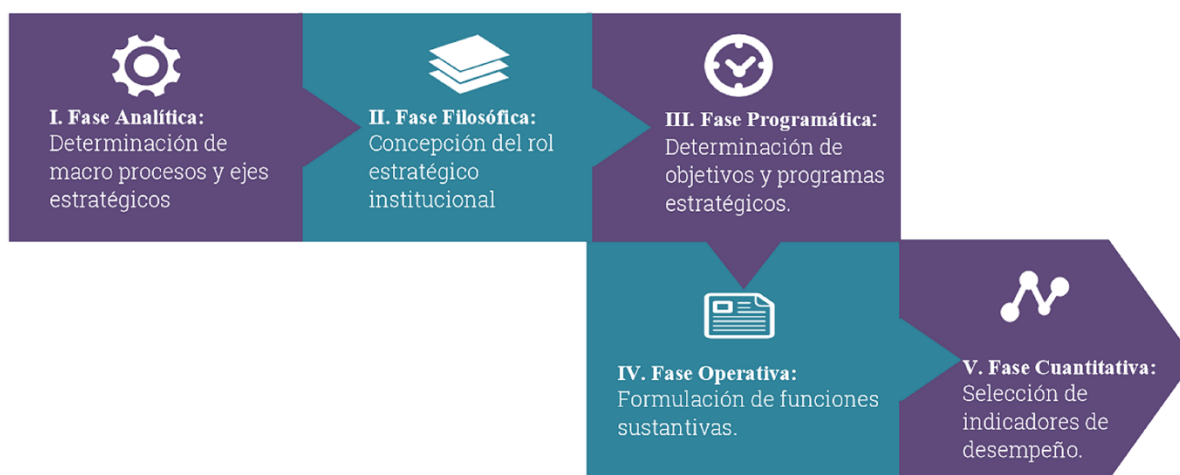 I. Fase Analítica:
Determinación de
macro procesos y ejes
estratégicos
II. Fase Filosófica:
Concepción del rol
estratégico
institucional
III. Fase Programática:
Determinación de
objetivos y programas
estratégicos.
IV. Fase Operativa:
Formulación de funciones
sustantivas.
V. Fase Cuantitativa:
Selección de
indicadores de
desempeño.